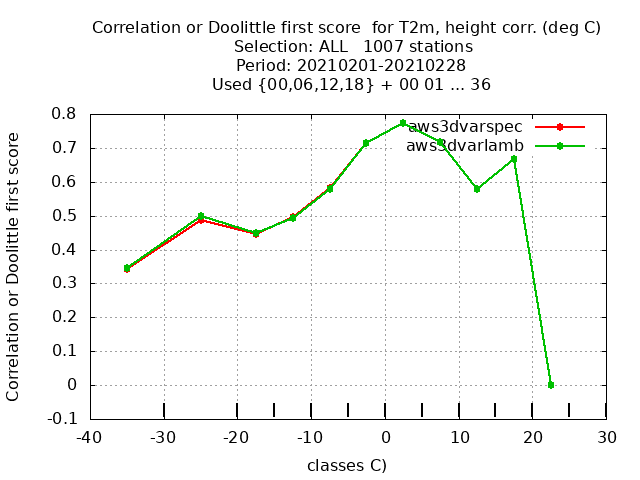 Correlation or Doolittle first score  for T2m, height corr. (deg C)
Selection: ALL   1007 stations
Period: 20210201-20210228
Used {00,06,12,18} + 00 01 ... 36
Correlation or Doolittle first score
0.8
0.7
0.6
0.5
0.4
0.3
0.2
0.1
0
-0.1
aws3dvarspec
aws3dvarlamb
-40 -30 -20 -10 0 10 20 30
classes C)